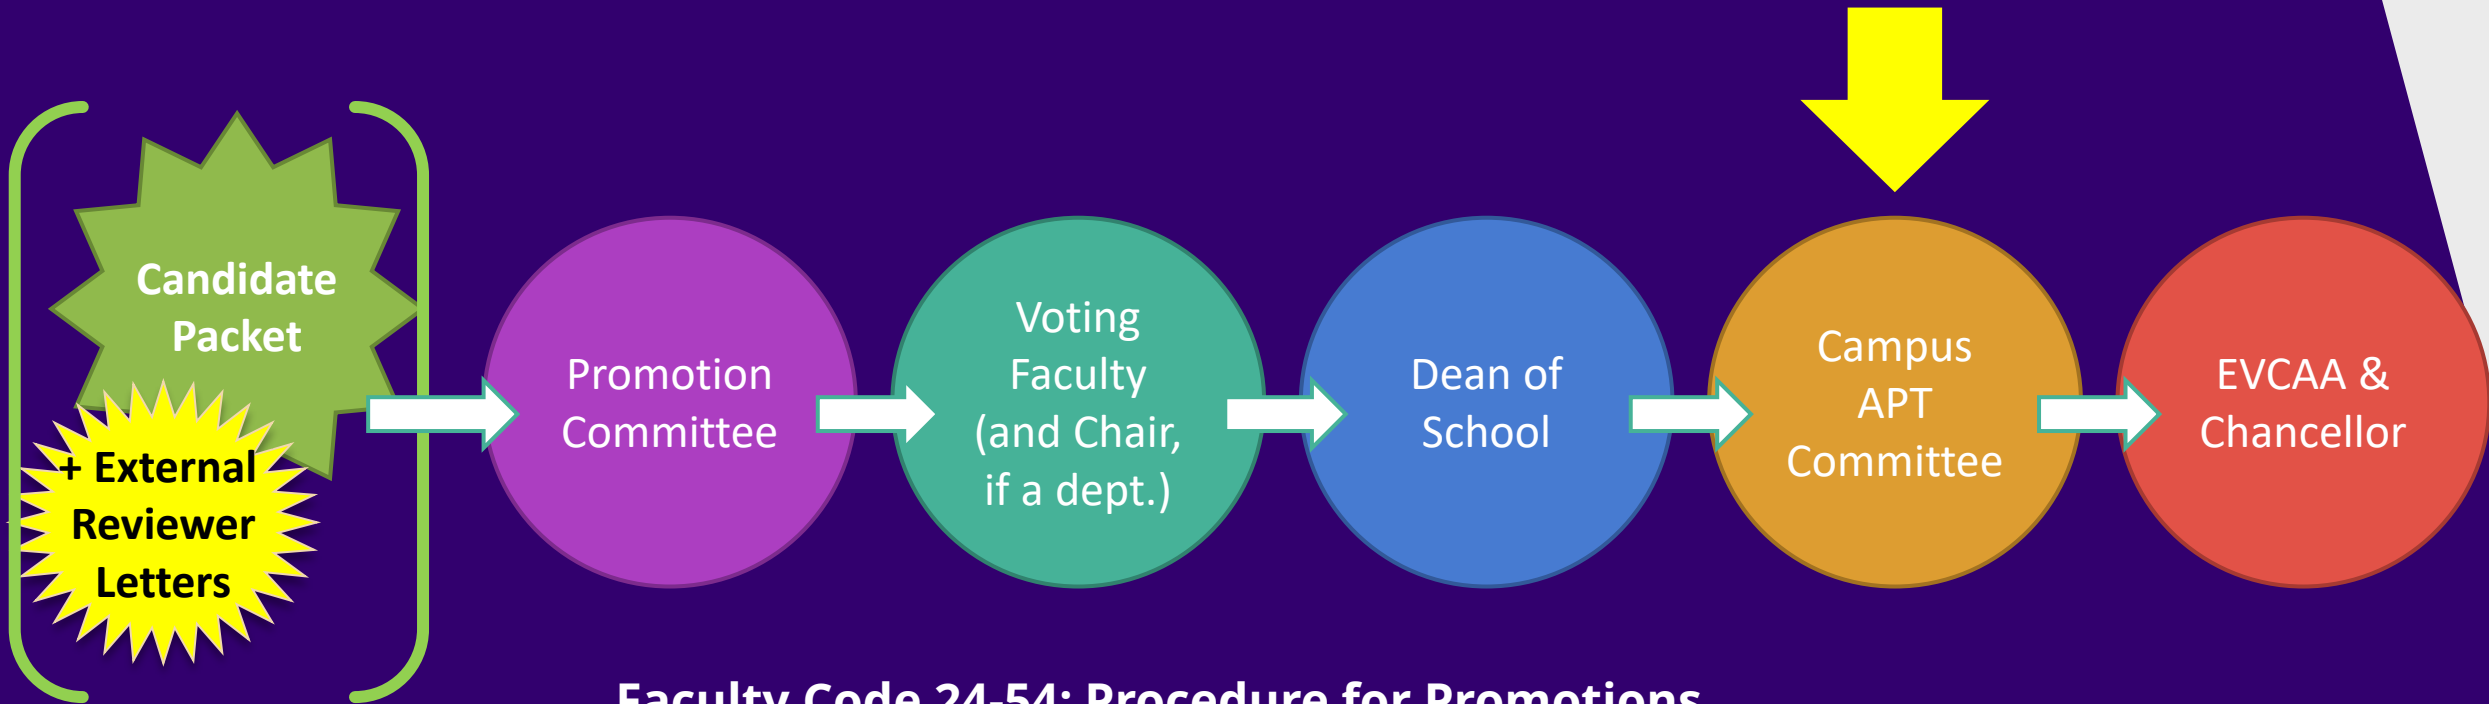 Candidate
Packet
+ External
Reviewer
Letters
Promotion
Committee
Voting
Faculty
(and Chair,
if a dept.)
Dean of
School
Campus
APT
Committee
EVCAA &
Chancellor
Faculty Code 24-54: Procedure for Promotions